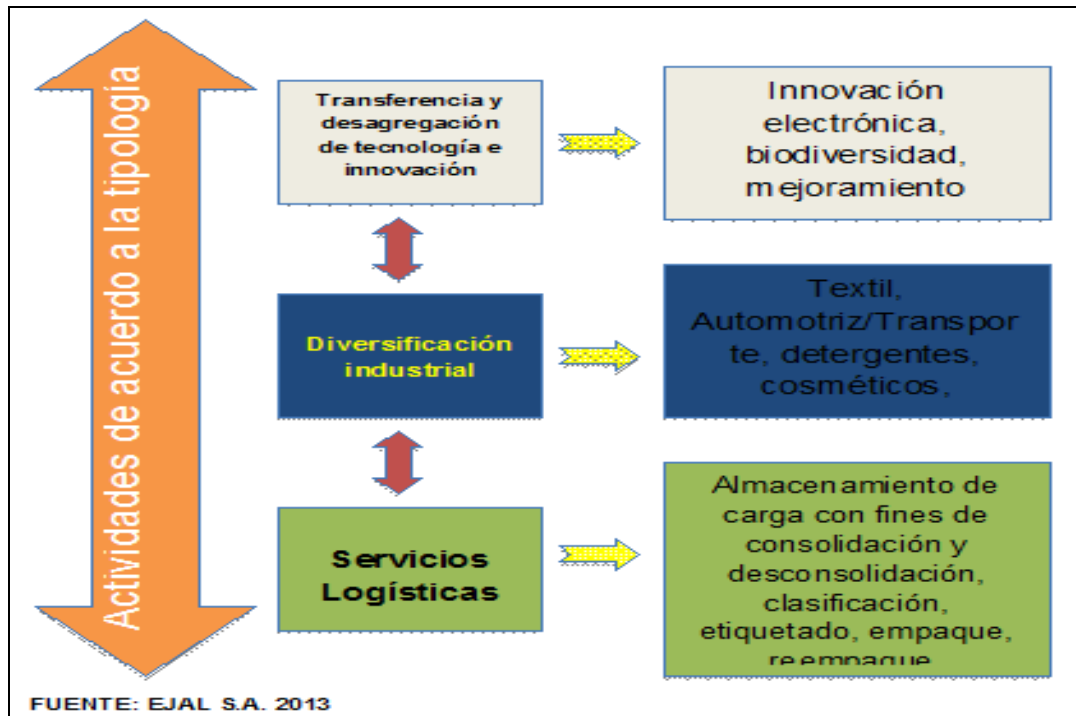 Actividades de acuerdo a la tipología
Transferencia y
desagregación
de tecnología e
innovación
Innovación
electrónica,
biodiversidad,
mejoramiento
Diversificación
industrial
Textil,
Automotriz/Transpor
te, detergentes,
cosméticos,
Servicios
Logísticas
Almacenamiento de
carga con fines de
consolidación y
desconsolidación,
clasificación,
etiquetado, empaque,
reempaque
FUENTE: EJAL S.A. 2013